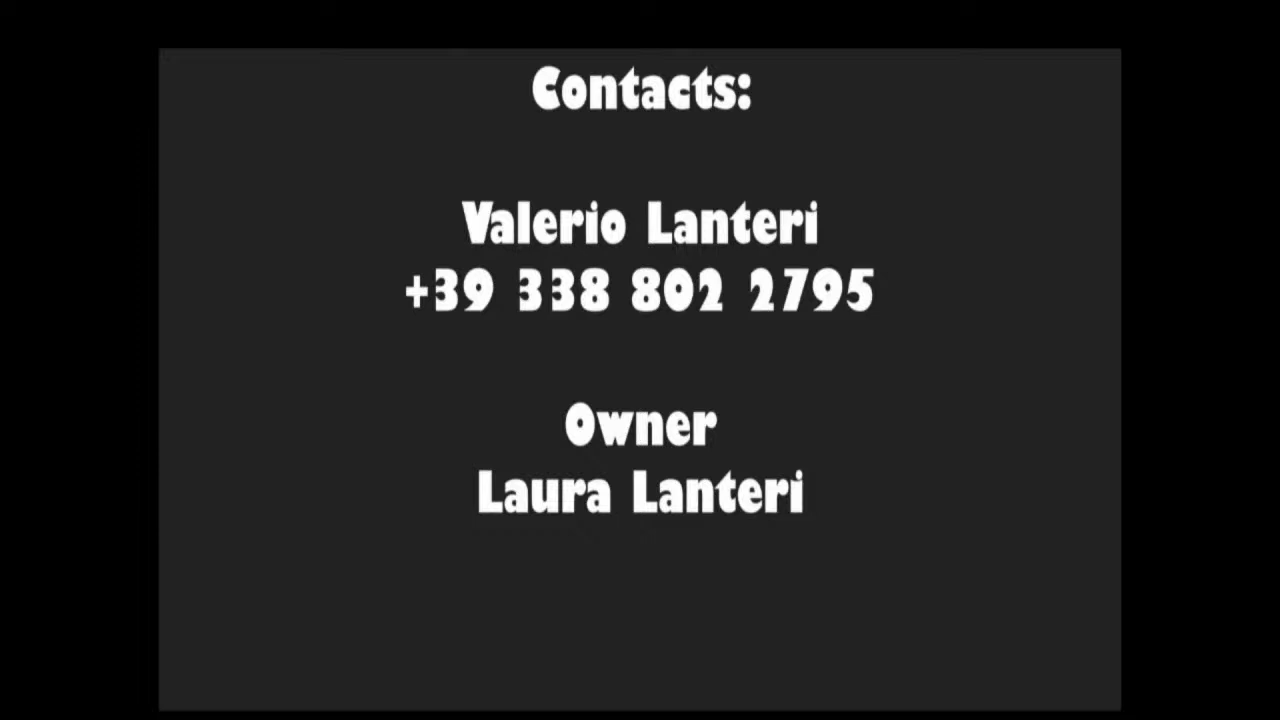 Contacts:
Valerio Lanteri
+39 338 802 2795
Owner
Laura Lanteri